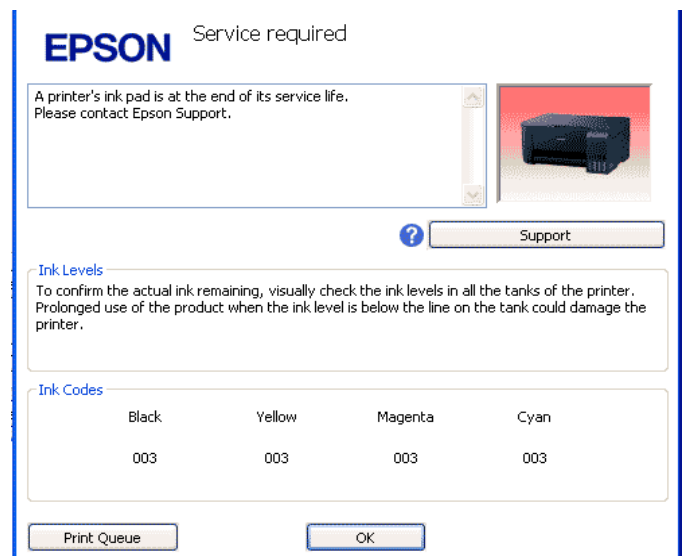 EPSON
Service required
A printer's ink pad is at the end of its service life.
Please contact Epson Support.
? Support
Ink Levels
To confirm the actual ink remaining, visually check the ink levels in all the tanks of the printer.
Prolonged use of the product when the ink level is below the line on the tank could damage the
printer.
Ink Codes
Black Yellow Magenta Cyan
003 003 003 003
Print Queue OK